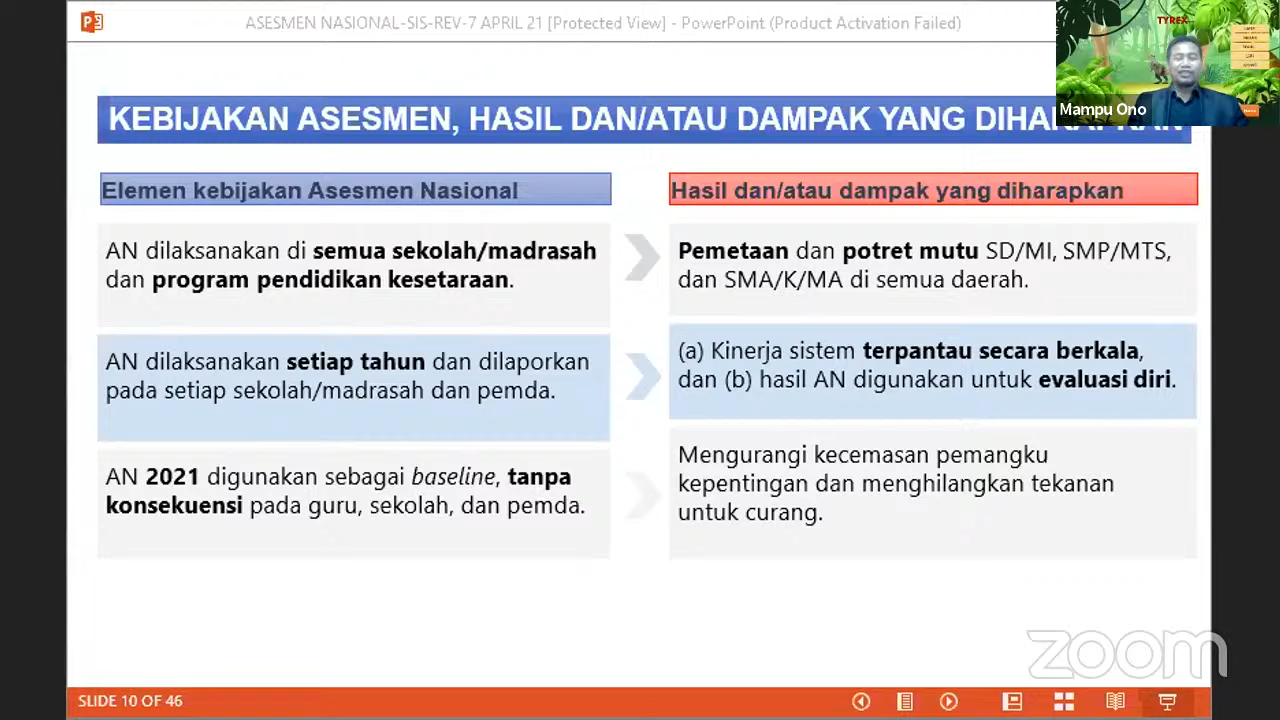 ASESMEN NASIONAL-SIS-REV-7 APRIL 21 [Protected View] - PowerPoint (Product Activation Failed)
TYREX
Mampu Ono
KEBIJAKAN ASESMEN, HASIL DAN/ATAU DAMPAK YANG DIHARAPKAN
Elemen kebijakan Asesmen Nasional
Hasil dan/atau dampak yang diharapkan
AN dilaksanakan di semua sekolah/madrasah
dan program pendidikan kesetaraan.
Pemetaan dan potret mutu SD/MI, SMP/MTS,
dan SMA/K/MA di semua daerah.
AN dilaksanakan setiap tahun dan dilaporkan
pada setiap sekolah/madrasah dan pemda.
(a) Kinerja sistem terpantau secara berkala,
dan (b) hasil AN digunakan untuk evaluasi diri.
AN 2021 digunakan sebagai baseline, tanpa
konsekuensi pada guru, sekolah, dan pemda.
Mengurangi kecemasan pemangku
kepentingan dan menghilangkan tekanan
untuk curang.
zoom
SLIDE 10 OF 46